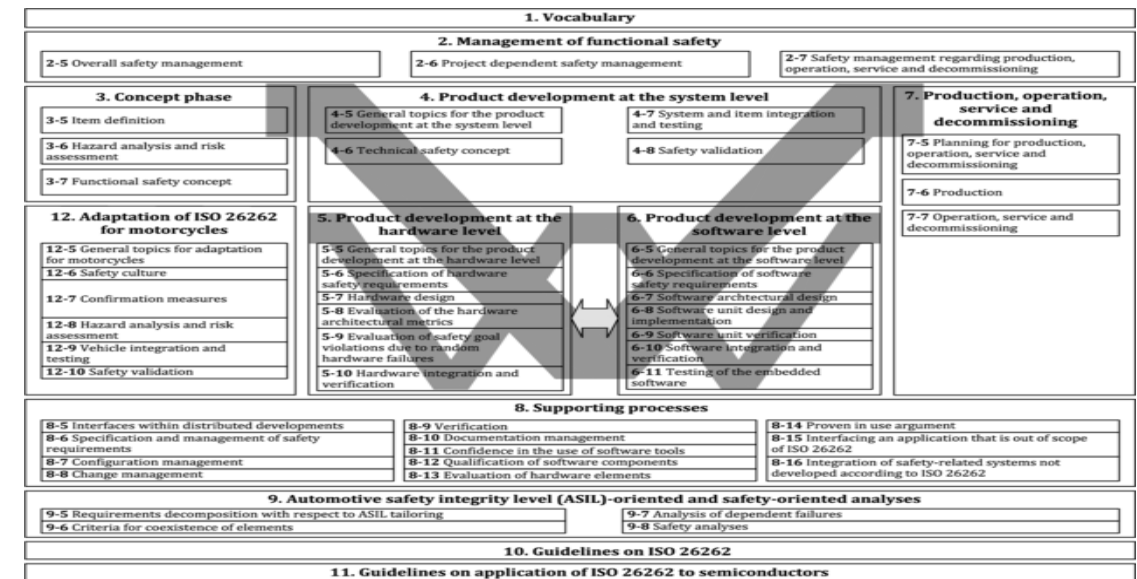 1. Vocabulary
2. Management of functional safety
2-5 Overall safety management
2-6 Project dependent safety management
2-7 Safety management regarding production,
operation, service and decommissioning
3. Concept phase
3-5 Item definition
3-6 Hazard analysis and risk
assessment
3-7 Functional safety concept
4. Product development at the system level
4-5 General topics for the product
development at the system level
4-6 Technical safety concept
4-7 System and item integration
and testing
4-8 Safety validation
7. Production, operation,
service and
decommissioning
7-5 Planning for production,
operation, service and
decommissioning
7-6 Production
7-7 Operation, service and
decommissioning
12. Adaptation of ISO 26262
for motorcycles
12-5 General topics for adaptation
for motorcycles
12-6 Safety culture
12-7 Confirmation measures
12-8 Hazard analysis and risk
assessment
12-9 Vehicle integration and
testing
12-10 Safety validation
5. Product development at the
hardware level
5-5 General topics for the product
development at the hardware level
5-6 Specification of hardware
safety requirements
5-7 Hardware design
5-8 Evaluation of the hardware
architectural metrics
5-9 Evaluation of safety goal
violations due to random
hardware failures
5-10 Hardware integration and
verification
6. Product development at the
software level
6-5 General topics for the product
development at the software level
6-6 Specification of software
safety requirements
6-7 Software archtectural design
6-8 Software unit design and
implementation
6-9 Software unit verification
6-10 Software integration and
verification
6-11 Testing of the embedded
software
8. Supporting processes
8-5 Interfaces within distributed developments
8-6 Specification and management of safety
requirements
8-7 Configuration management
8-8 Change management
8-9 Verification
8-10 Documentation management
8-11 Confidence in the use of software tools
8-12 Qualification of software components
8-13 Evaluation of hardware elements
8-14 Proven in use argument
8-15 Interfacing an application that is out of scope
of ISO 26262
8-16 Integration of safety-related systems not
developed according to ISO 26262
9. Automotive safety integrity level (ASIL)-oriented and safety-oriented analyses
9-5 Requirements decomposition with respect to ASIL tailoring
9-6 Criteria for coexistence of elements
9-7 Analysis of dependent failures
9-8 Safety analyses
10. Guidelines on ISO 26262
11. Guidelines on application of ISO 26262 to semiconductors